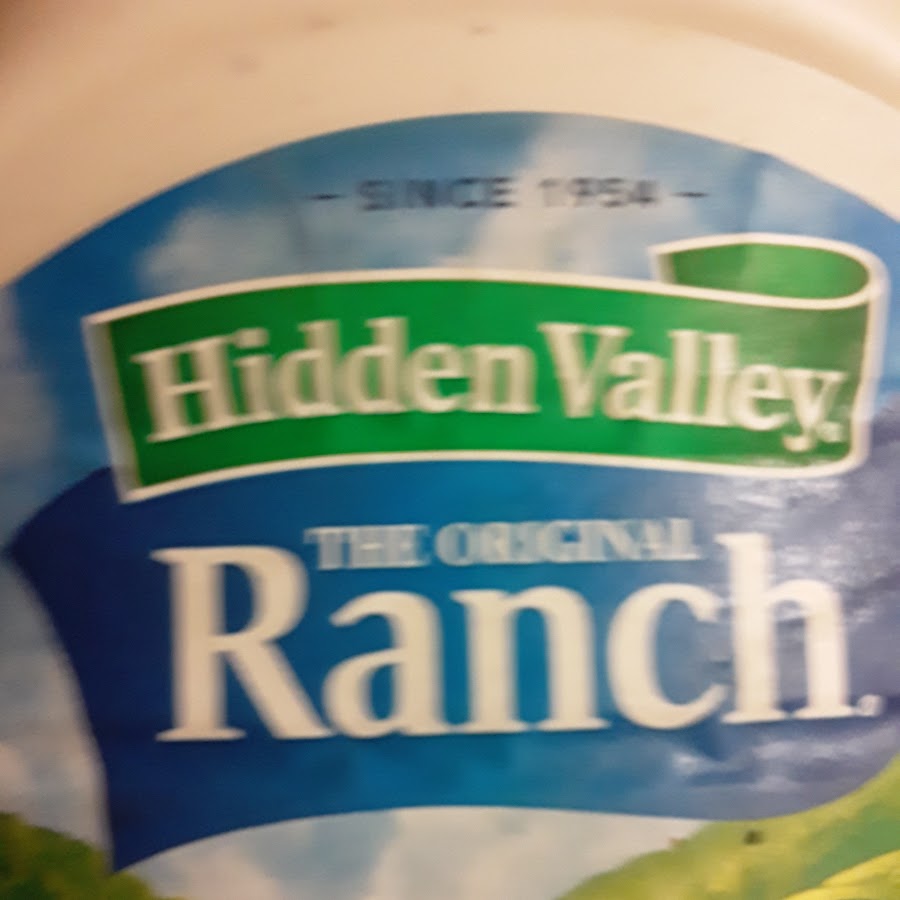 - SINCE 1954 -
Hidden Valley®
THE ORIGINAL
Ranch®